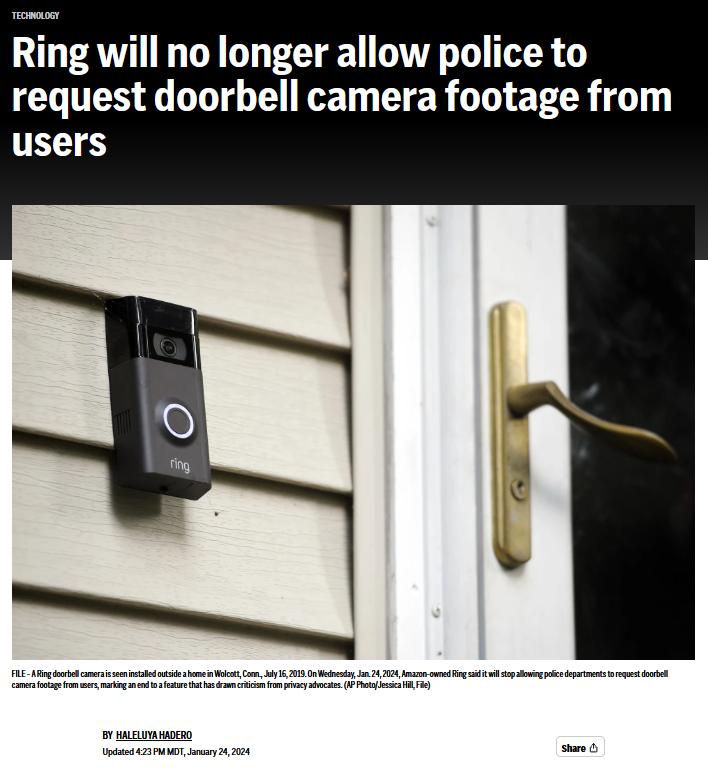 TECHNOLOGY
Ring will no longer allow police to
request doorbell camera footage from
users
ring
FILE - A Ring doorbell camera is seen installed outside a home in Wolcott, Conn., July 16, 2019. On Wednesday, Jan. 24, 2024, Amazon-owned Ring said it will stop allowing police departments to request doorbell
camera footage from users, marking an end to a feature that has drawn criticism from privacy advocates. (AP Photo/Jessica Hill, File)
BY HALELUYA HADERO
Updated 4:23 PM MDT, January 24, 2024
Share